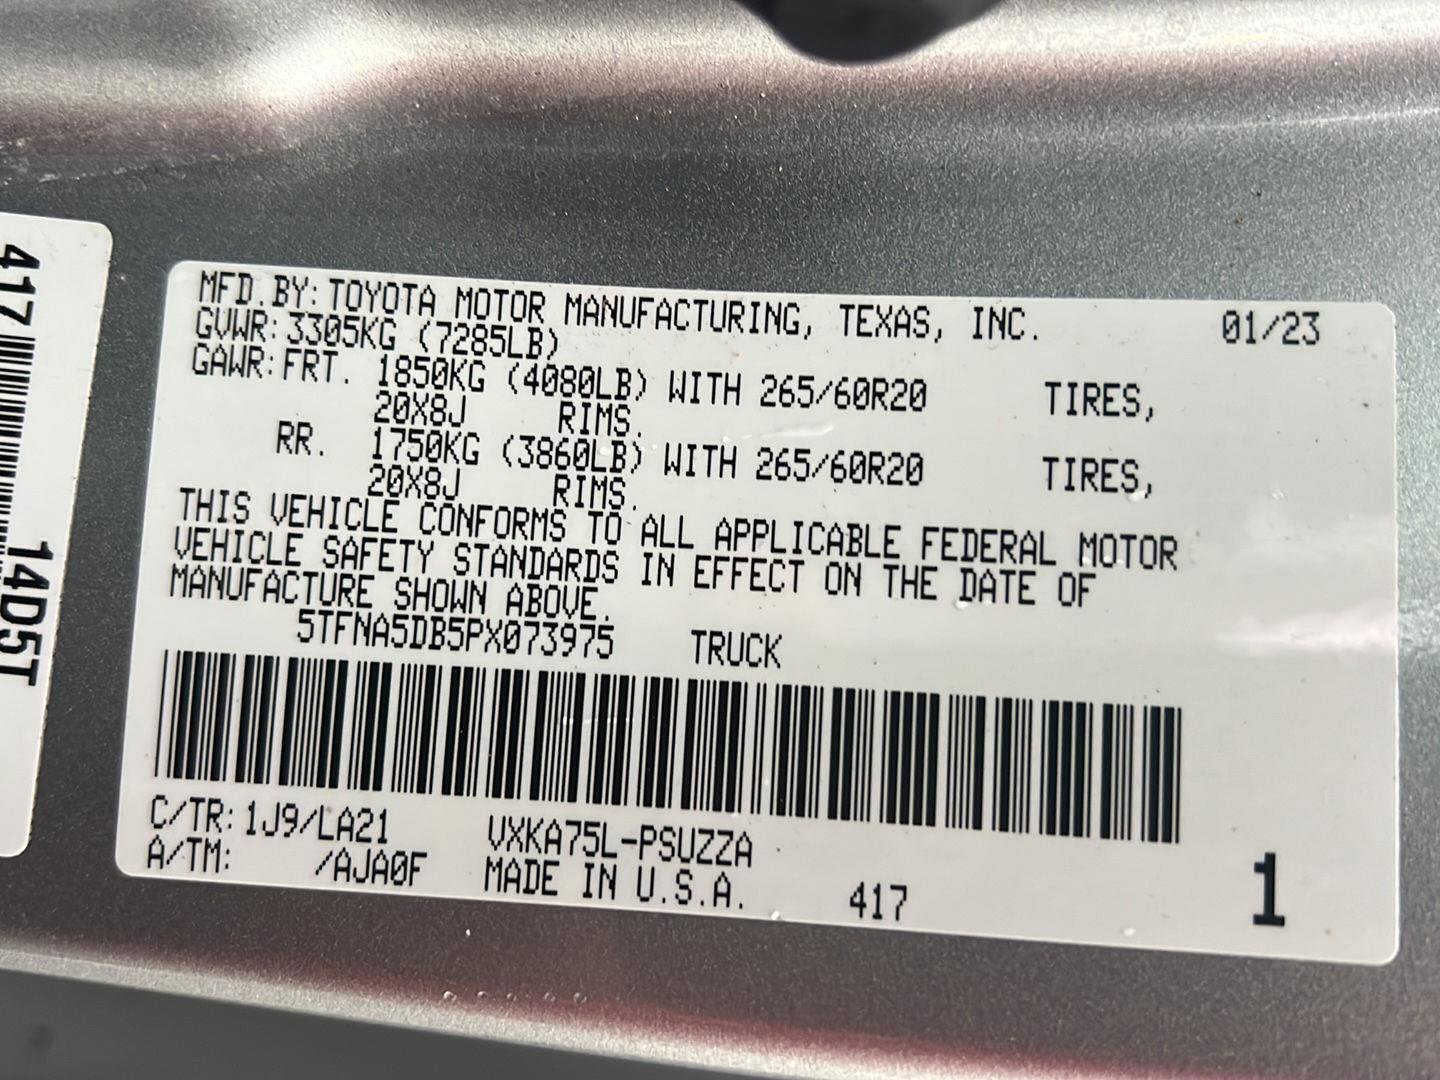 417
14D5T
MFD.BY:TOYOTA MOTOR MANUFACTURING, TEXAS, INC. 01/23
GVWR:3305KG (7285LB)
GAWR:FRT. 1850KG (4080LB) WITH 265/60R20 TIRES,
20X8J RIMS.
RR. 1750KG (3860LB) WITH 265/60R20 TIRES,
20X8J RIMS.
THIS VEHICLE CONFORMS TO ALL APPLICABLE FEDERAL MOTOR
VEHICLE SAFETY STANDARDS IN EFFECT ON THE DATE OF
MANUFACTURE SHOWN ABOVE.
5TFNA5DB5PX073975 TRUCK
C/TR:1J9/LA21 VXKA75L-PSUZZA
A/TM: /AJA0F MADE IN U.S.A. 417 1